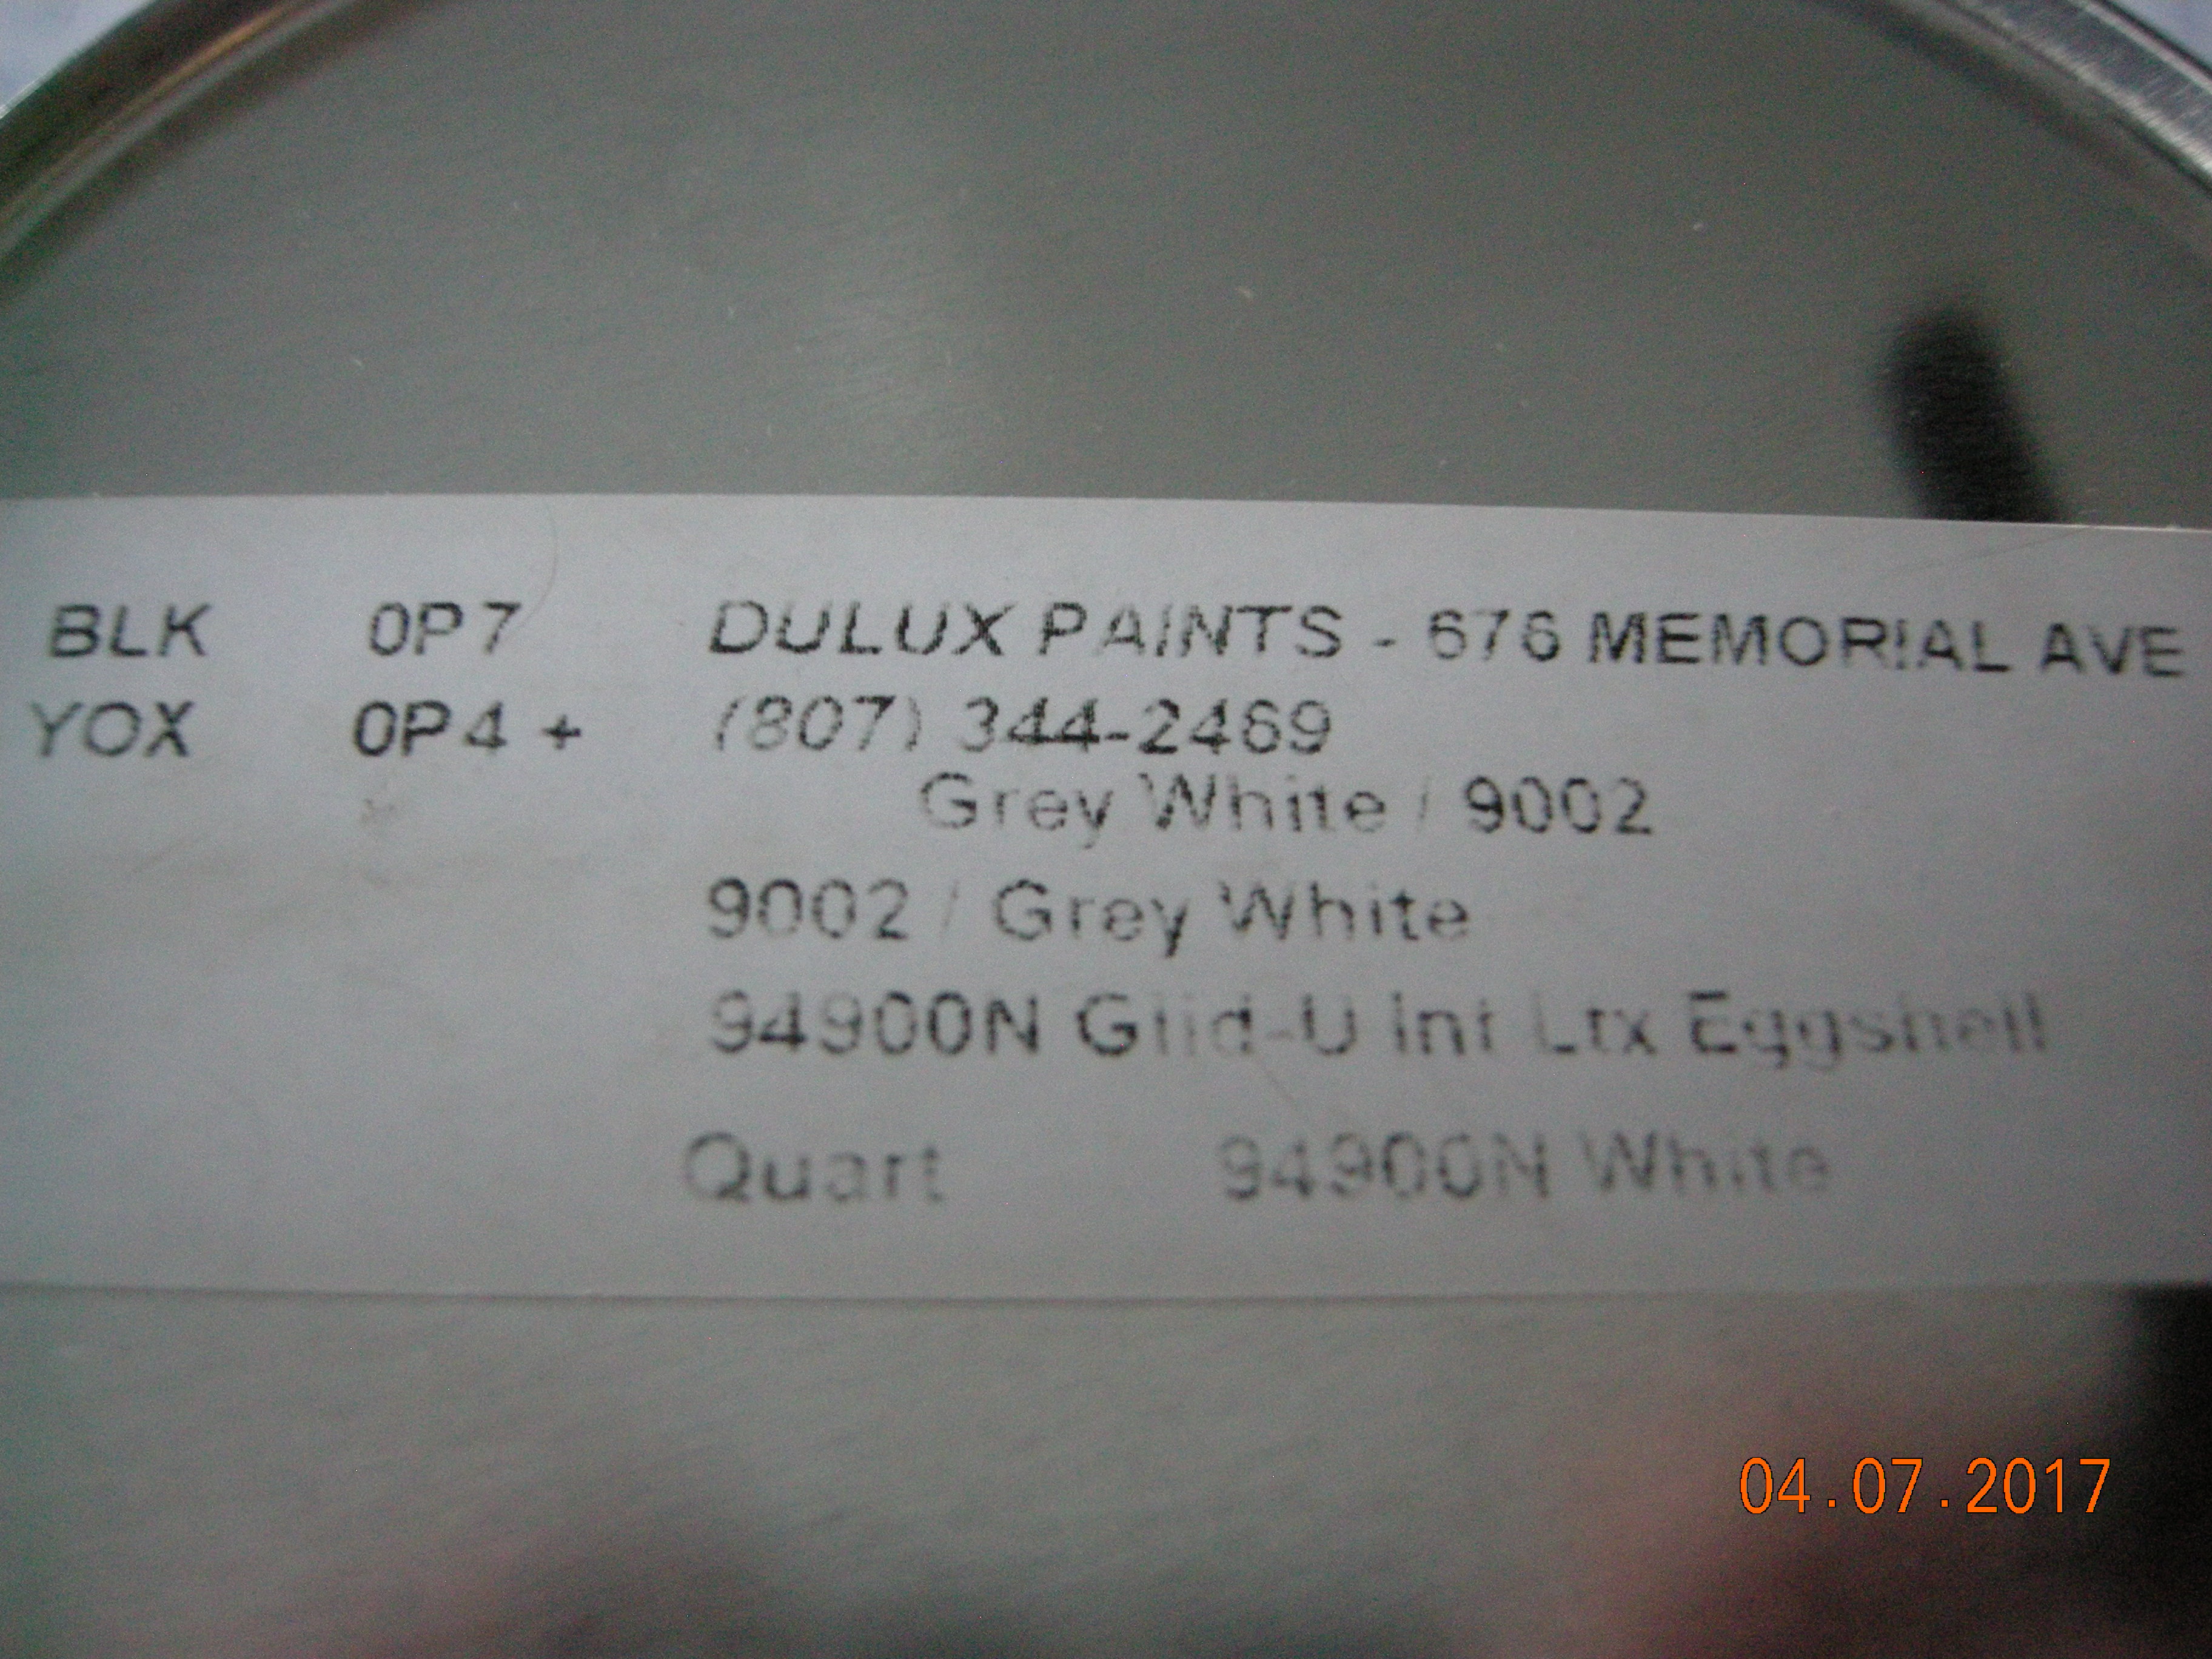 BLK 0P7 DULUX PAINTS - 676 MEMORIAL AVE
YOX 0P4 + (807) 344-2469
Grey White / 9002
9002 / Grey White
94900N Glid-U Int Ltx Eggshell
Quart 94900N White
04.07.2017